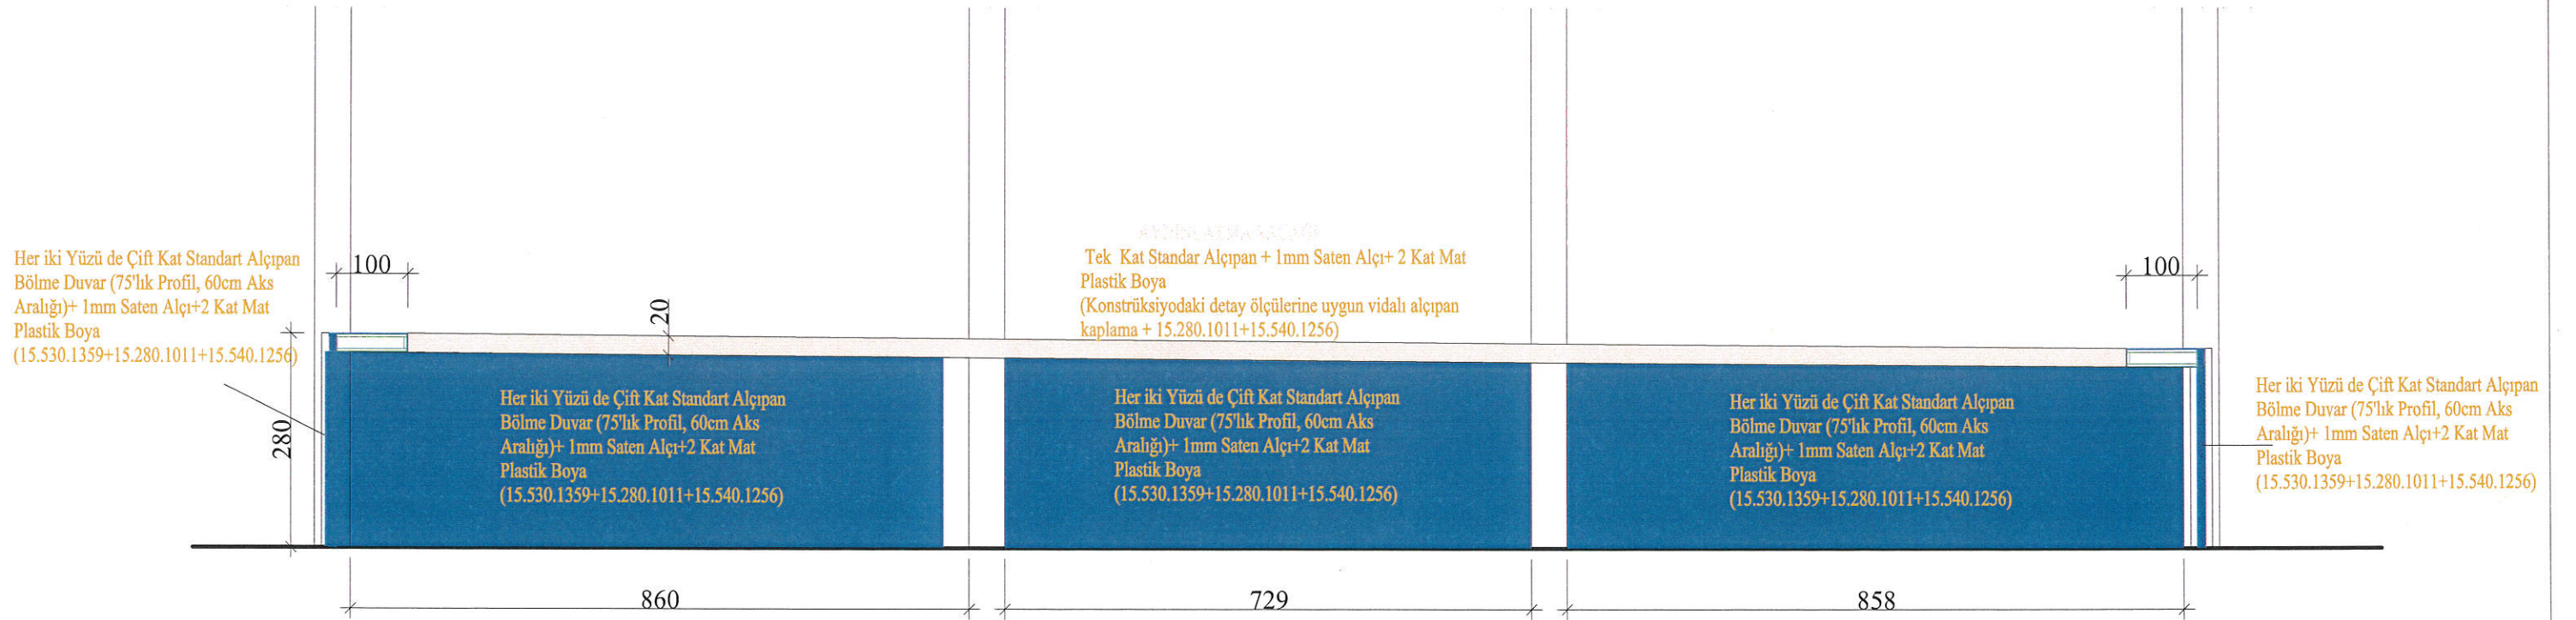 Her iki Yüzü de Çift Kat Standart Alçıpan
Bölme Duvar (75'lık Profil, 60cm Aks
Aralığı)+ 1mm Saten Alçı+2 Kat Mat
Plastik Boya
(15.530.1359+15.280.1011+15.540.1256)
100
20
280
Tek Kat Standar Alçıpan + 1mm Saten Alçı+ 2 Kat Mat
Plastik Boya
(Konstrüksiyodaki detay ölçülerine uygun vidalı alçıpan
kaplama + 15.280.1011+15.540.1256)
100
Her iki Yüzü de Çift Kat Standart Alçıpan
Bölme Duvar (75'lık Profil, 60cm Aks
Aralığı)+ 1mm Saten Alçı+2 Kat Mat
Plastik Boya
(15.530.1359+15.280.1011+15.540.1256)
Her iki Yüzü de Çift Kat Standart Alçıpan
Bölme Duvar (75'lık Profil, 60cm Aks
Aralığı)+ 1mm Saten Alçı+2 Kat Mat
Plastik Boya
(15.530.1359+15.280.1011+15.540.1256)
Her iki Yüzü de Çift Kat Standart Alçıpan
Bölme Duvar (75'lık Profil, 60cm Aks
Aralığı)+ 1mm Saten Alçı+2 Kat Mat
Plastik Boya
(15.530.1359+15.280.1011+15.540.1256)
Her iki Yüzü de Çift Kat Standart Alçıpan
Bölme Duvar (75'lık Profil, 60cm Aks
Aralığı)+ 1mm Saten Alçı+2 Kat Mat
Plastik Boya
(15.530.1359+15.280.1011+15.540.1256)
860
729
858